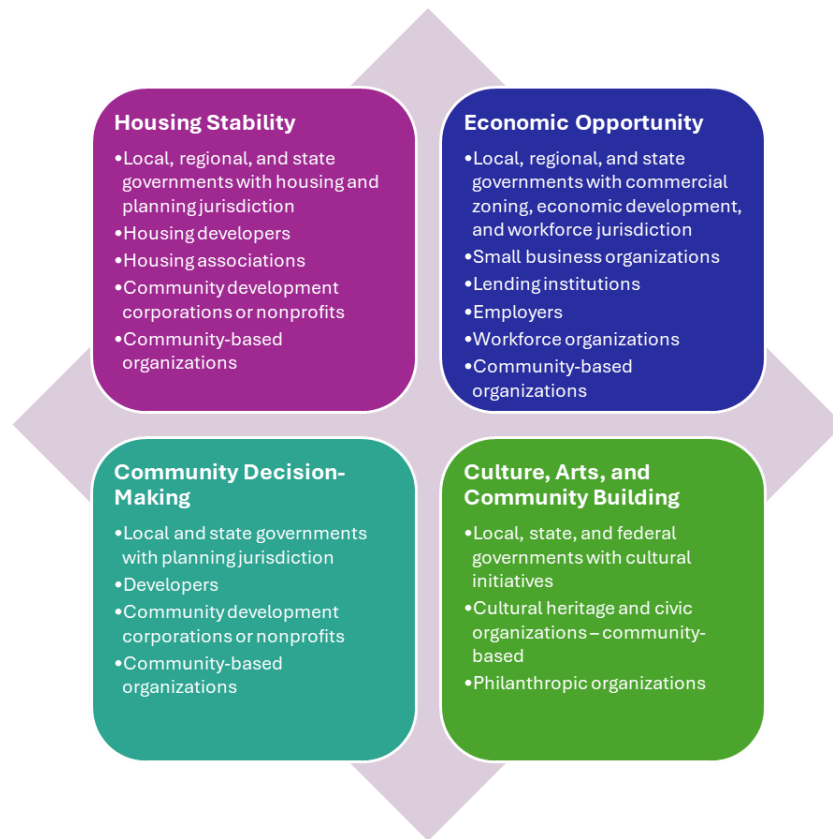 Housing Stability
•Local, regional, and state
governments with housing and
planning jurisdiction
•Housing developers
•Housing associations
•Community development
corporations or nonprofits
•Community-based
organizations
Economic Opportunity
•Local, regional, and state
governments with commercial
zoning, economic development,
and workforce jurisdiction
•Small business organizations
•Lending institutions
•Employers
•Workforce organizations
•Community-based
organizations
Community Decision-
Making
•Local and state governments
with planning jurisdiction
•Developers
•Community development
corporations or nonprofits
•Community-based
organizations
Culture, Arts, and
Community Building
•Local, state, and federal
governments with cultural
initiatives
•Cultural heritage and civic
organizations – community-
based
•Philanthropic organizations